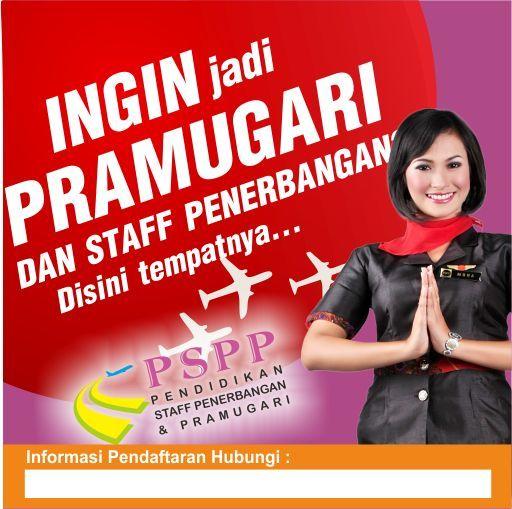 INGIN jadi
PRAMUGARI
DAN STAFF PENERBANGAN
Disini tempatnya...
PSPP
PENDIDIKAN
STAFF PENERBANGAN
& PRAMUGARI
Informasi Pendaftaran Hubungi :